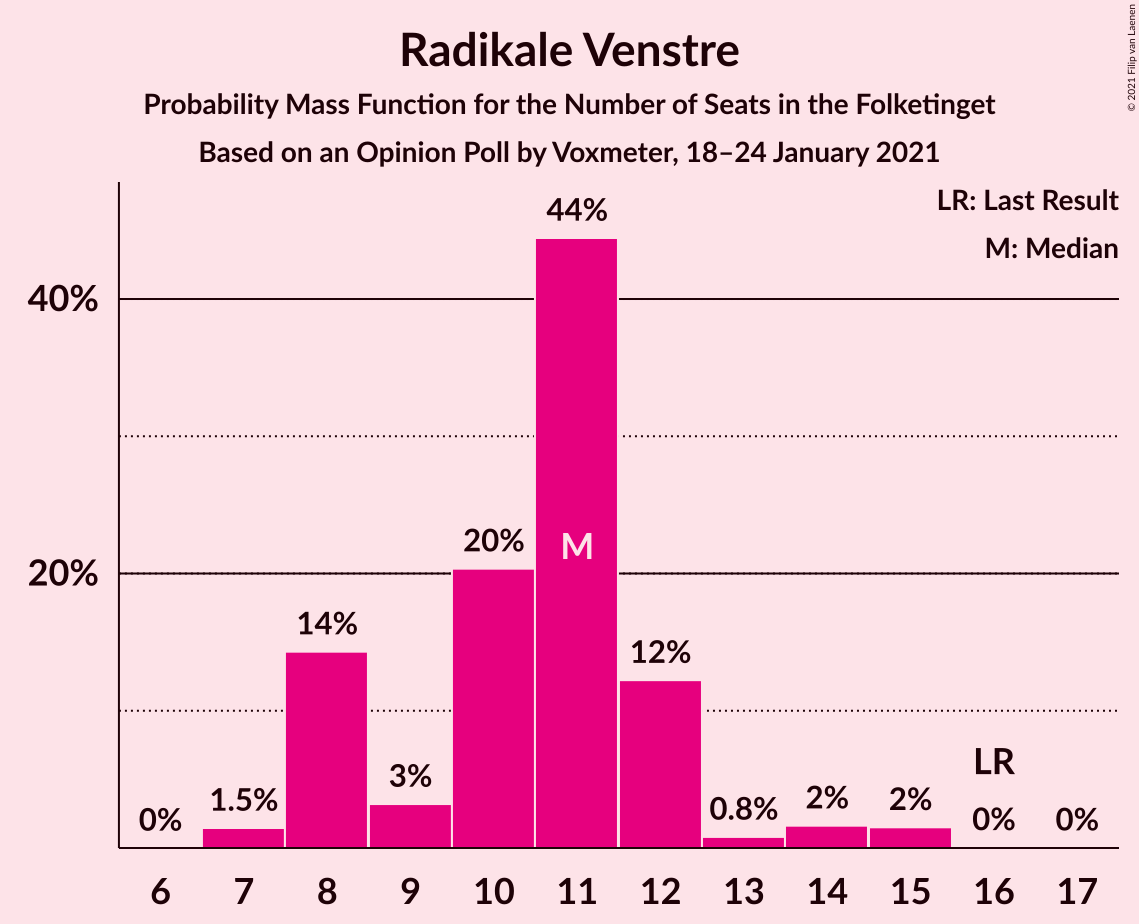 Radikale Venstre
Probability Mass Function for the Number of Seats in the Folketinget
Based on an Opinion Poll by Voxmeter, 18–24 January 2021
© 2021 Filip van Laenen
LR: Last Result
M: Median
44%
40%
20%
M
20%
14%
12%
3%
1.5%
0%
0.8%
2%
2%
LR
0%
0%
6 7 8 9 10 11 12 13 14 15 16 17